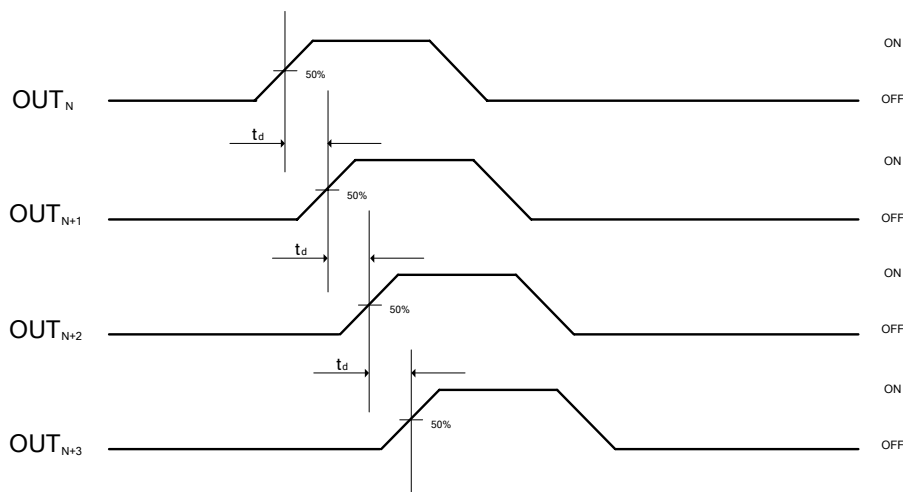 ON
50%
OUTN
OFF
td
ON
50%
OUTN+1
OFF
td
ON
50%
OUTN+2
OFF
td
ON
50%
OUTN+3
OFF